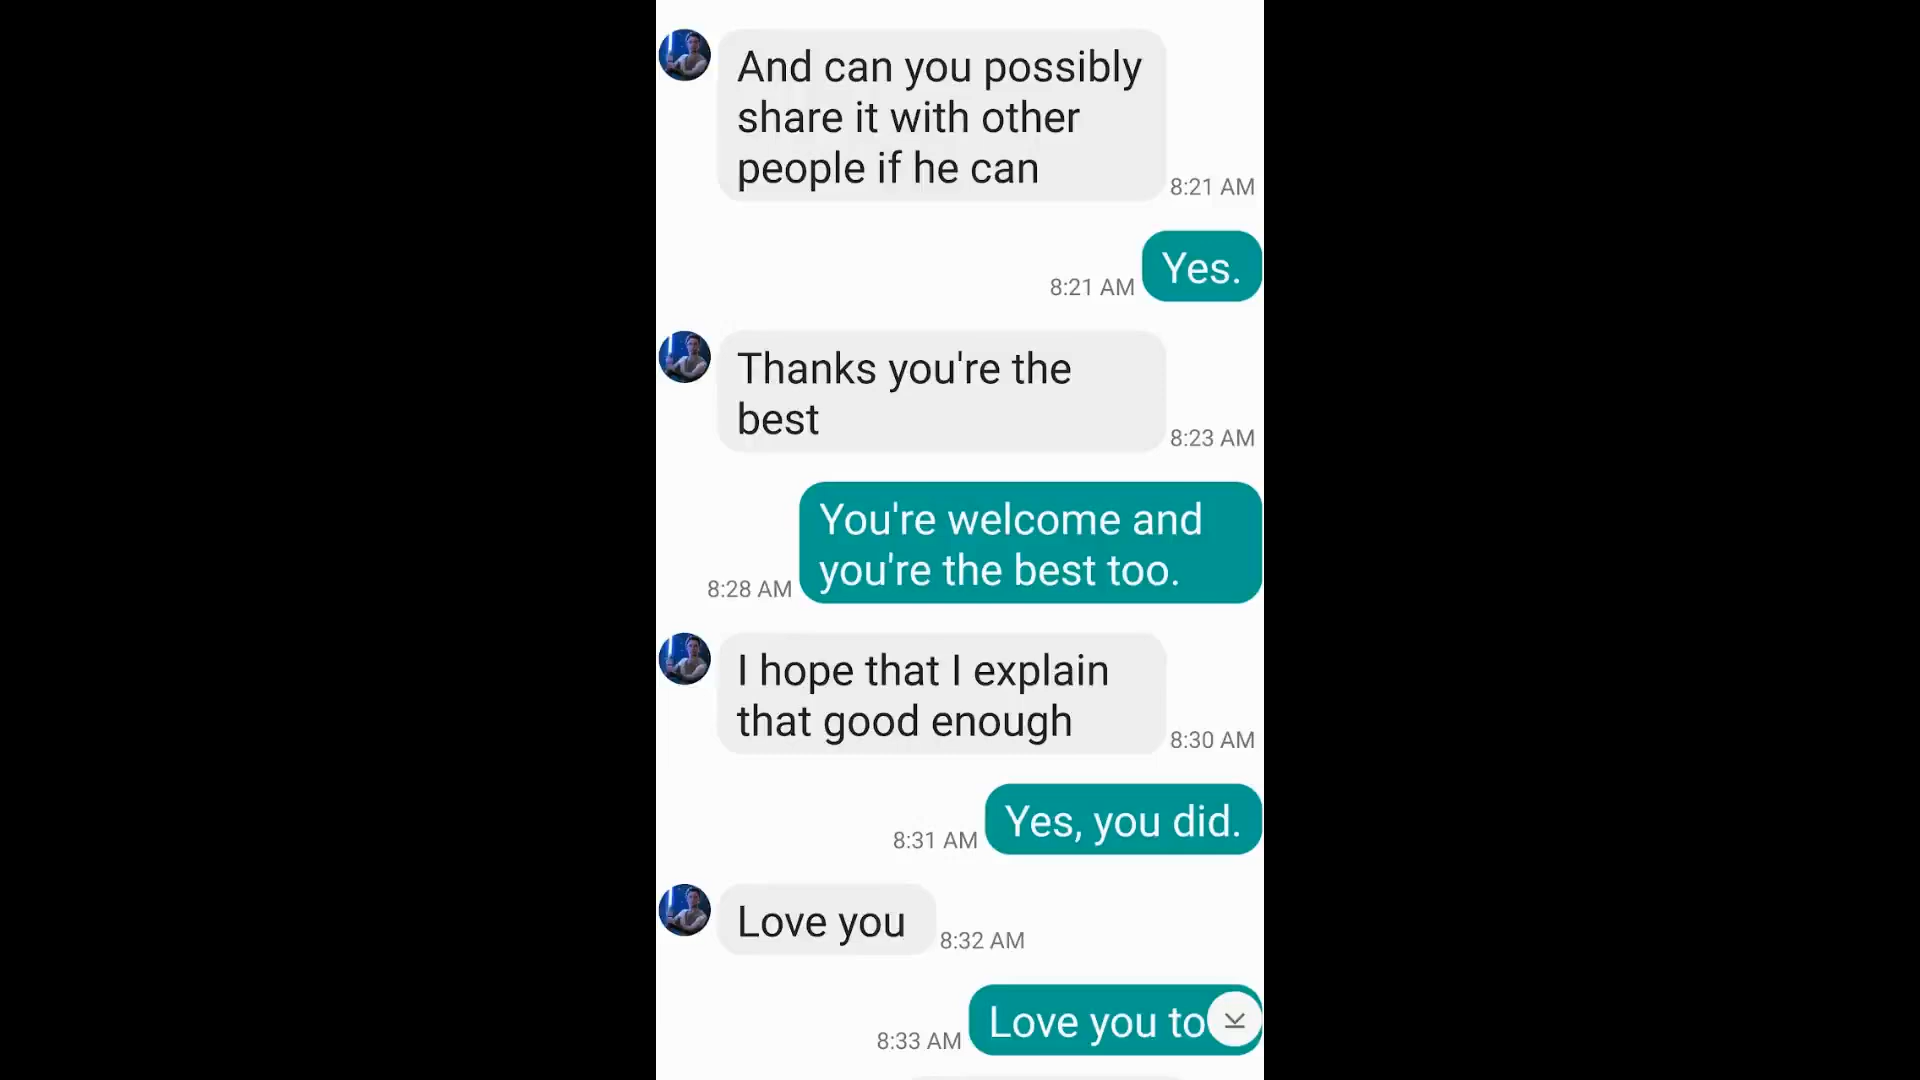 And can you possibly
share it with other
people if he can
8:21 AM
Yes.
8:21 AM
Thanks you're the
best
8:23 AM
You're welcome and
you're the best too.
8:28 AM
I hope that I explain
that good enough
8:30 AM
Yes, you did.
8:31 AM
Love you
8:32 AM
Love you to
8:33 AM